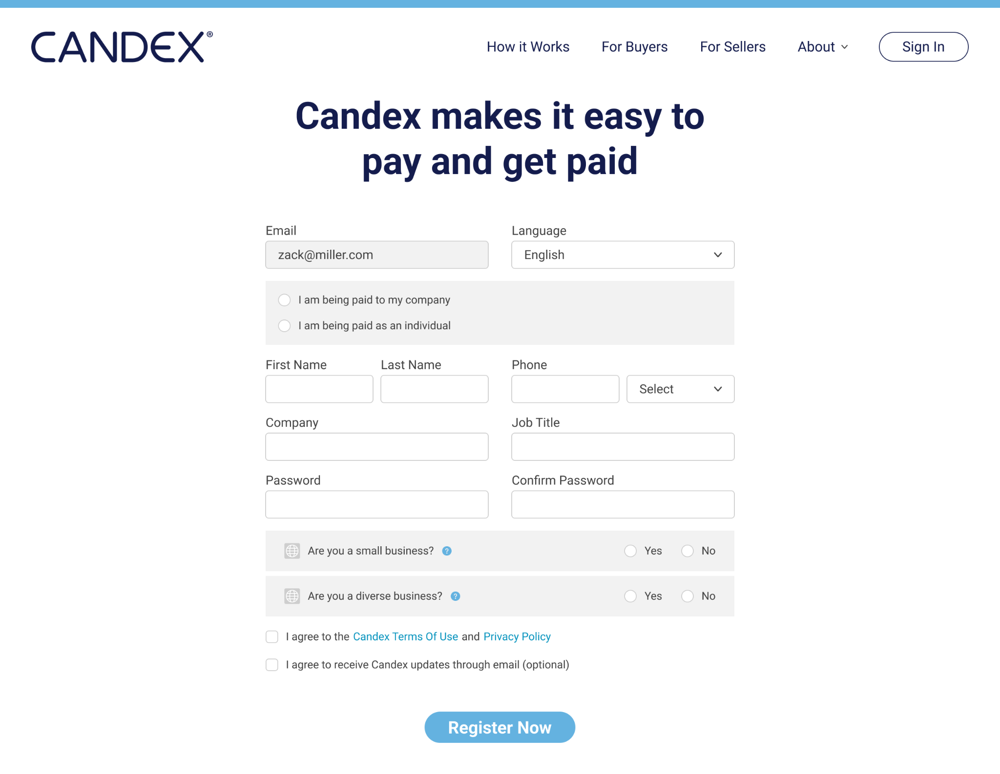 CANDEX®
How it Works For Buyers For Sellers About Sign In
Candex makes it easy to
pay and get paid
Email Language
zack@miller.com English
I am being paid to my company
I am being paid as an individual
First Name Last Name Phone
Select
Company Job Title
Password Confirm Password
Are you a small business? ? Yes No
Are you a diverse business? ? Yes No
I agree to the Candex Terms Of Use and Privacy Policy
I agree to receive Candex updates through email (optional)
Register Now